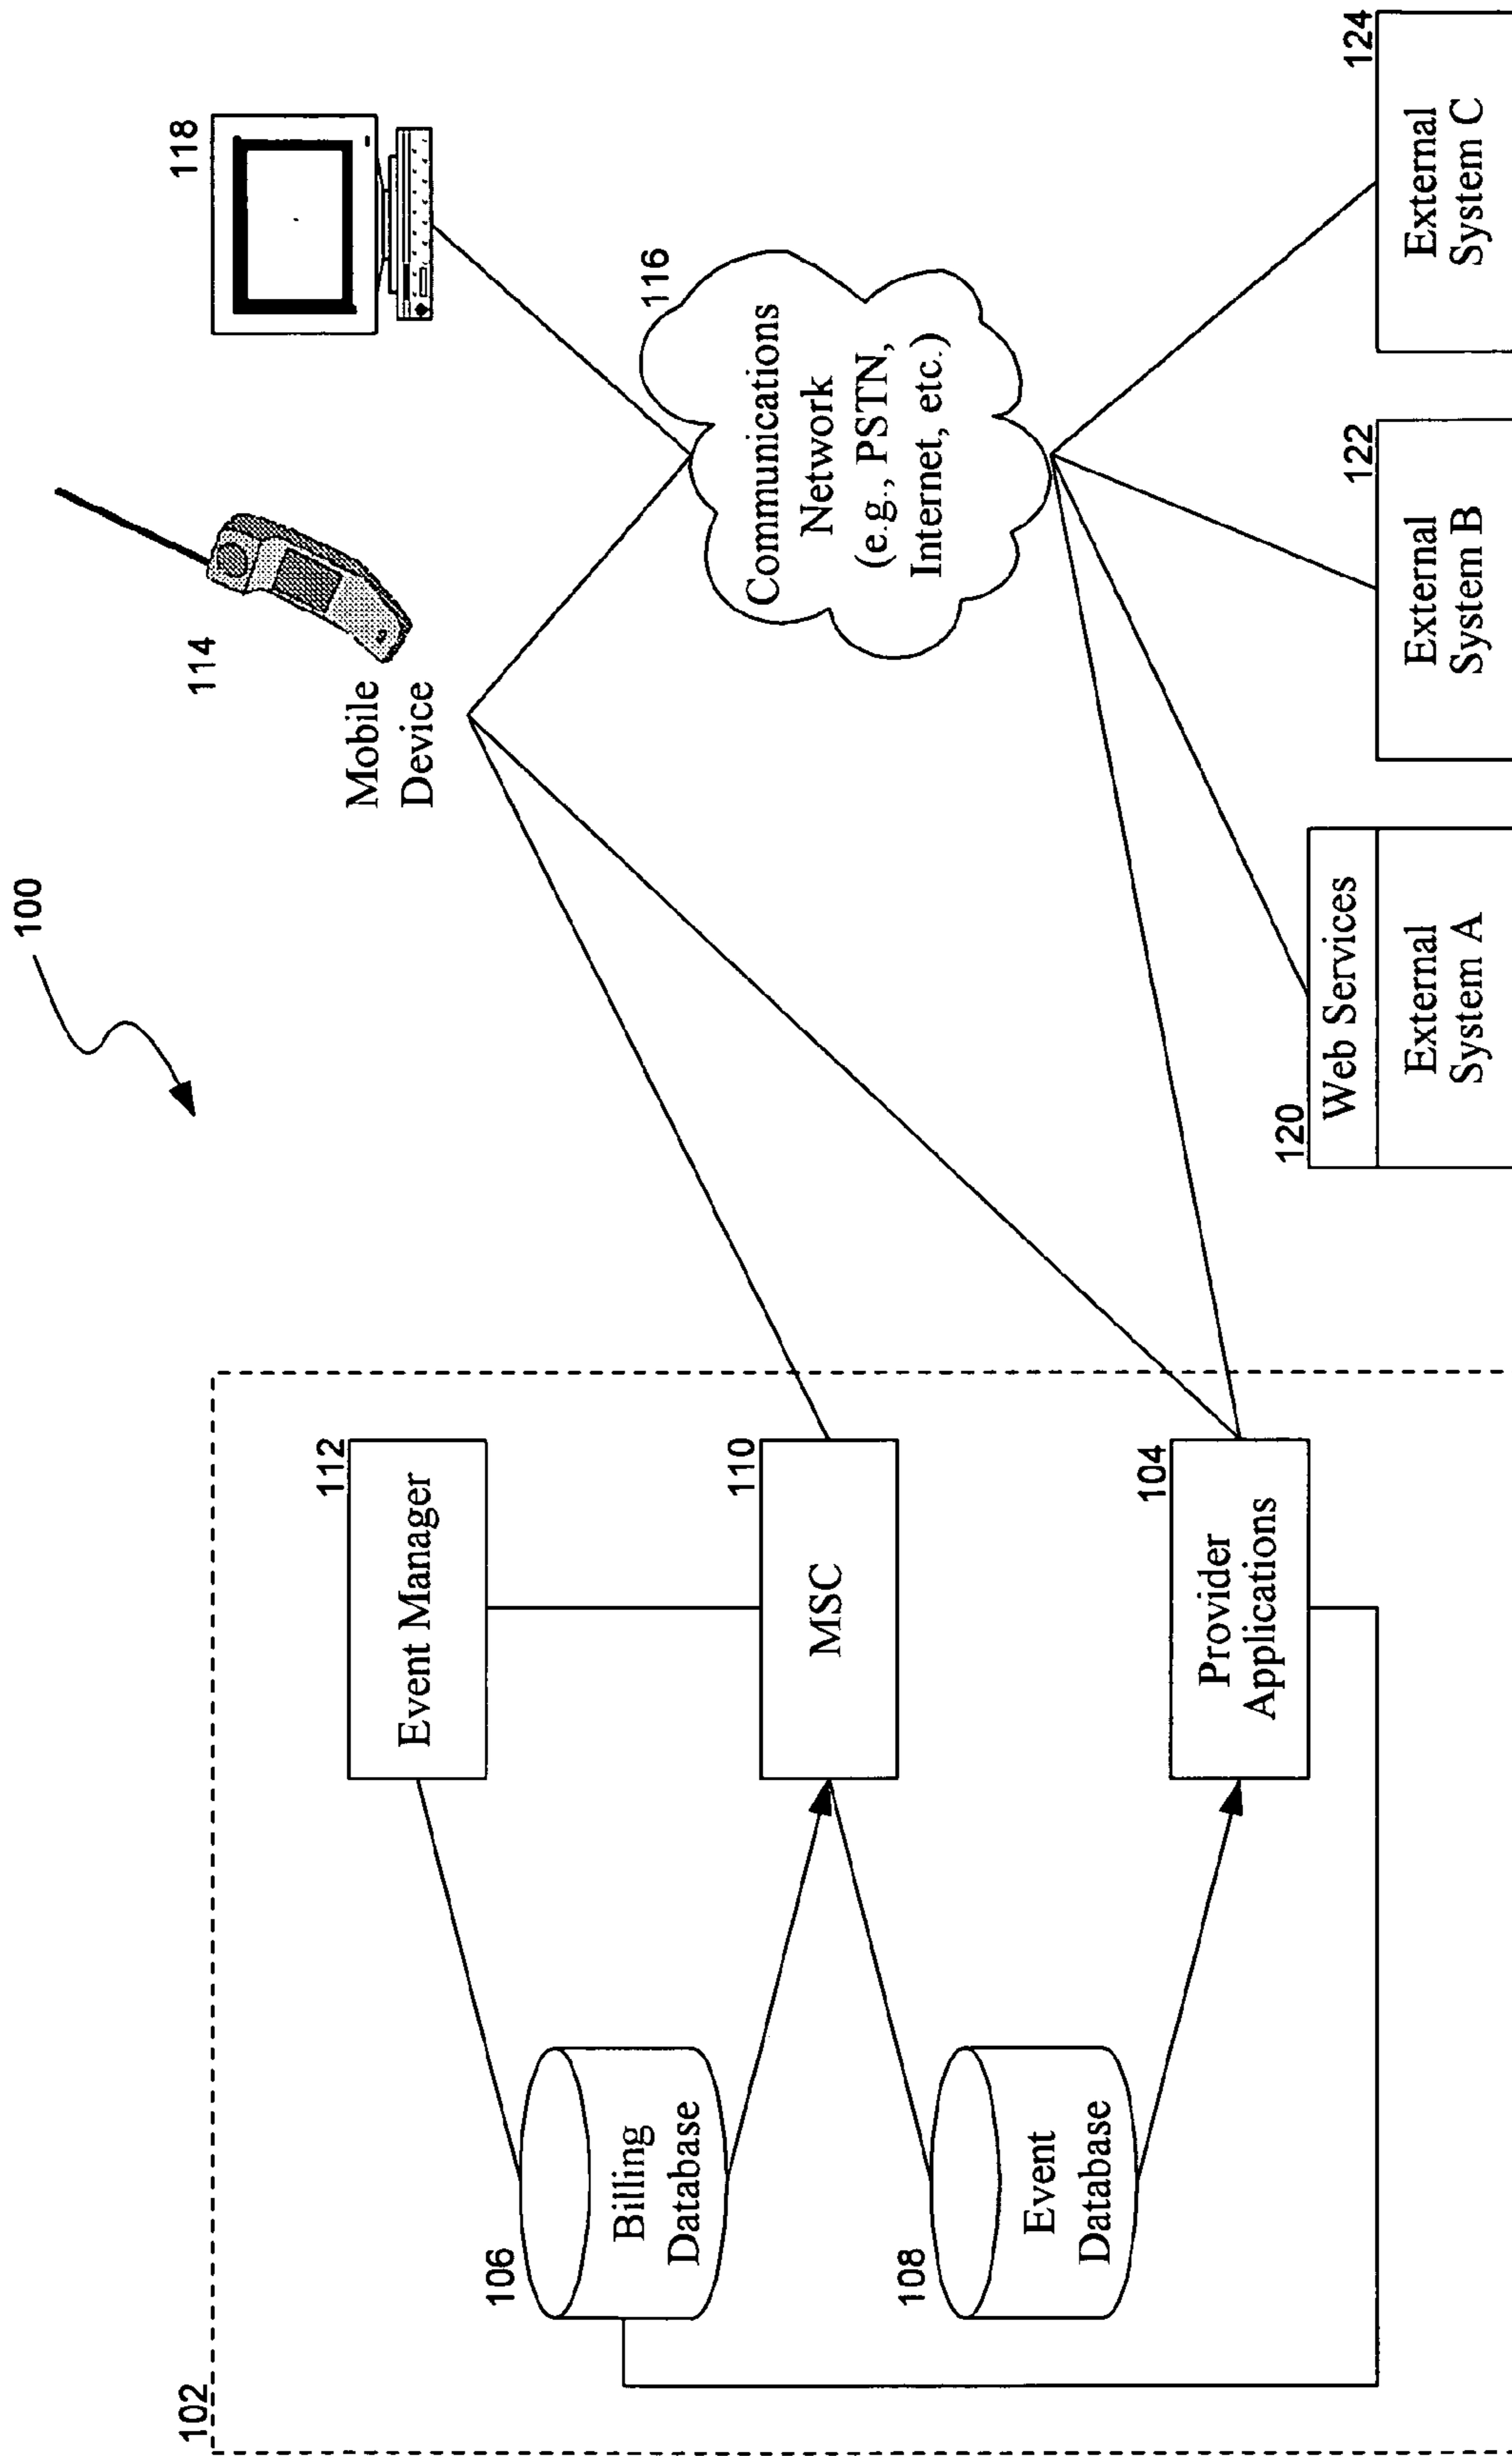 100
102
112
Event Manager
106
Billing
Database
110
MSC
108
Event
Database
104
Provider
Applications
114
Mobile
Device
118
116
Communications
Network
(e.g., PSTN,
Internet, etc.)
120
Web Services
External
System A
122
External
System B
124
External
System C